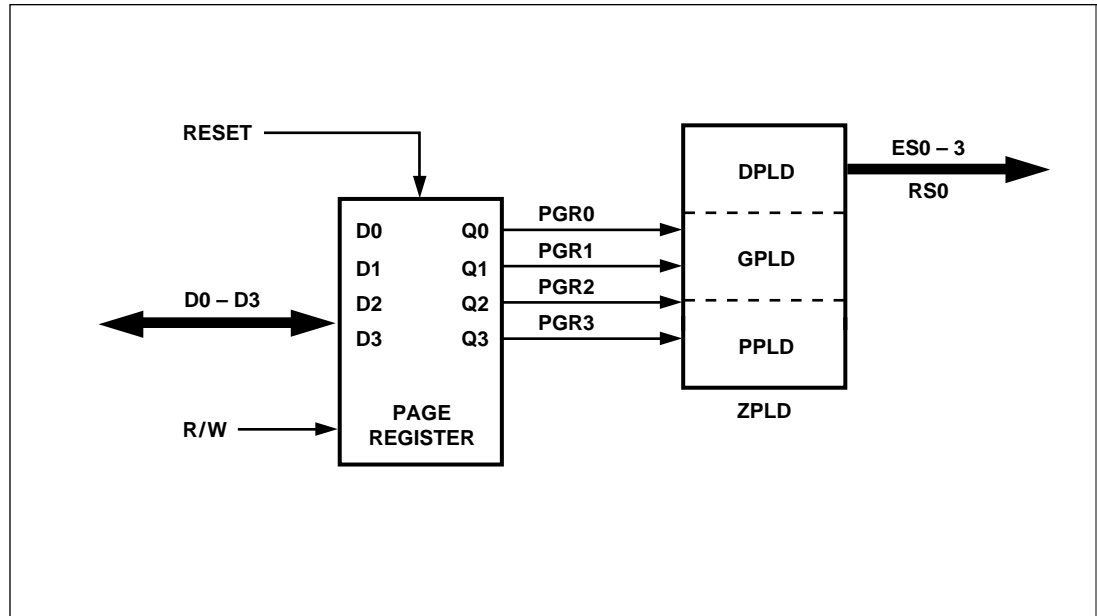 RESET
D0 – D3
R/W
D0 Q0
D1 Q1
D2 Q2
D3 Q3
PAGE
REGISTER
PGR0
PGR1
PGR2
PGR3
DPLD
GPLD
PPLD
ZPLD
ES0 – 3
RS0